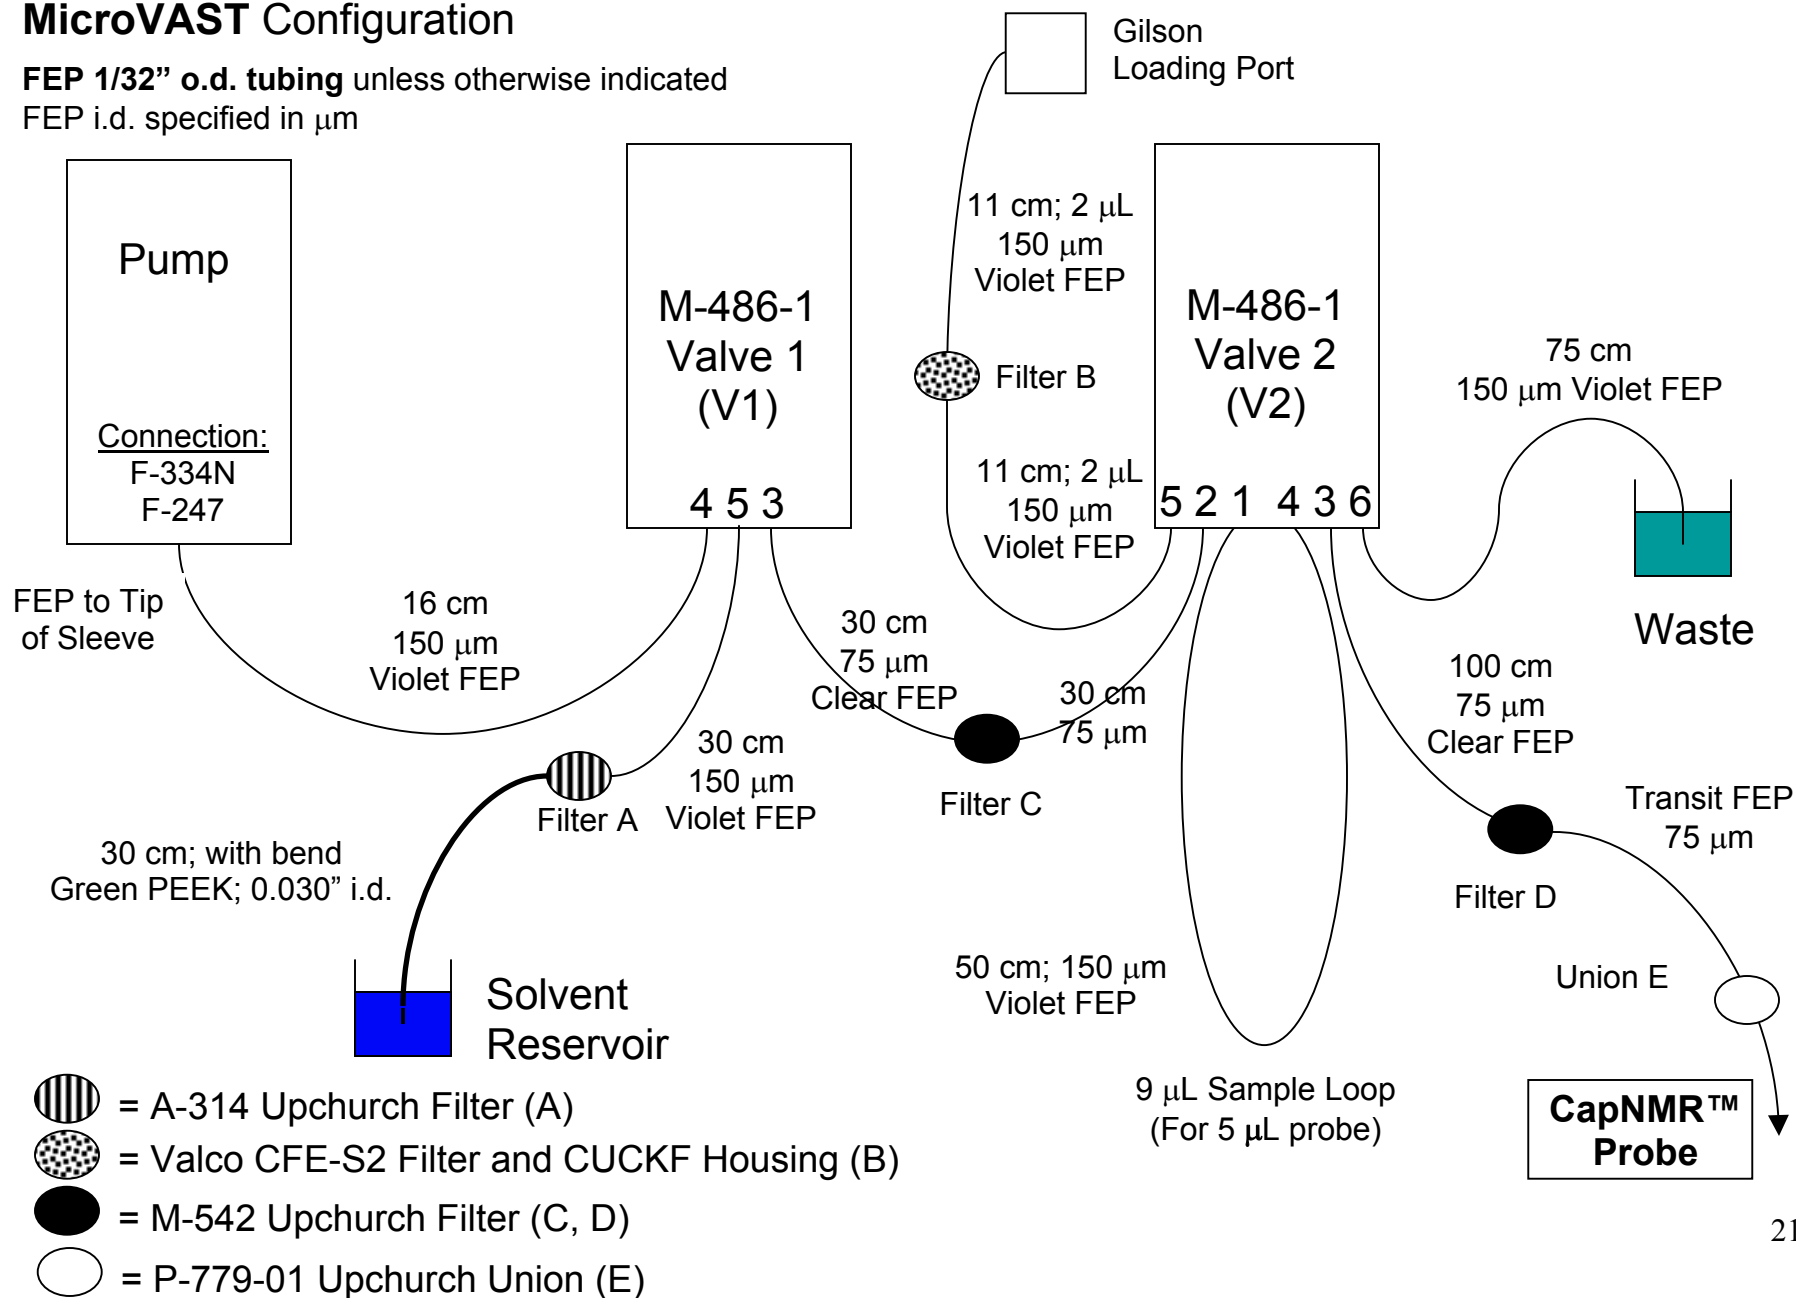 MicroVAST Configuration
FEP 1/32” o.d. tubing unless otherwise indicated
FEP i.d. specified in μm
Gilson
Loading Port
Pump
Connection:
F-334N
F-247
FEP to Tip
of Sleeve
16 cm
150 μm
Violet FEP
M-486-1
Valve 1
(V1)
4 5 3
11 cm; 2 μL
150 μm
Violet FEP
Filter B
11 cm; 2 μL
150 μm
Violet FEP
M-486-1
Valve 2
(V2)
5 2 1 4 3 6
75 cm
150 μm Violet FEP
Waste
30 cm
75 μm
Clear FEP
30 cm
75 μm
Filter C
30 cm
150 μm
Violet FEP
Filter A
30 cm; with bend
Green PEEK; 0.030” i.d.
Solvent
Reservoir
100 cm
75 μm
Clear FEP
Transit FEP
75 μm
Filter D
Union E
50 cm; 150 μm
Violet FEP
9 μL Sample Loop
(For 5 μL probe)
CapNMR™
Probe
= A-314 Upchurch Filter (A)
= Valco CFE-S2 Filter and CUCKF Housing (B)
= M-542 Upchurch Filter (C, D)
= P-779-01 Upchurch Union (E)
21